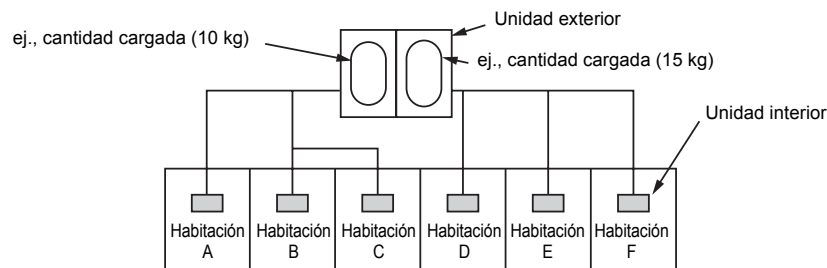 Unidad exterior
ej., cantidad cargada (10 kg)
ej., cantidad cargada (15 kg)
Unidad interior
Habitación
A
Habitación
B
Habitación
C
Habitación
D
Habitación
E
Habitación
F